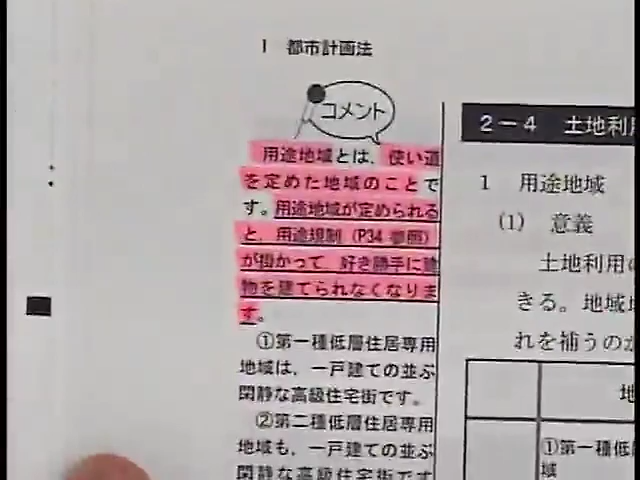 1 都市計画法
コメント
用途地域とは、使い道
を定めた地域のことで
す。用途地域が定められる
と、用途規制（P34 参照）
が掛かって、好き勝手に建
物を建てられなくなりま
す。
①第一種低層住居専用
地域は、一戸建ての並ぶ
閑静な高級住宅街です。
②第二種低層住居専用
地域も、一戸建ての並ぶ
閑静な高級住宅街です
2－4 土地利用
1 用途地域
(1) 意義
土地利用の
きる。地域
れを補うのが
地
①第一種低
域